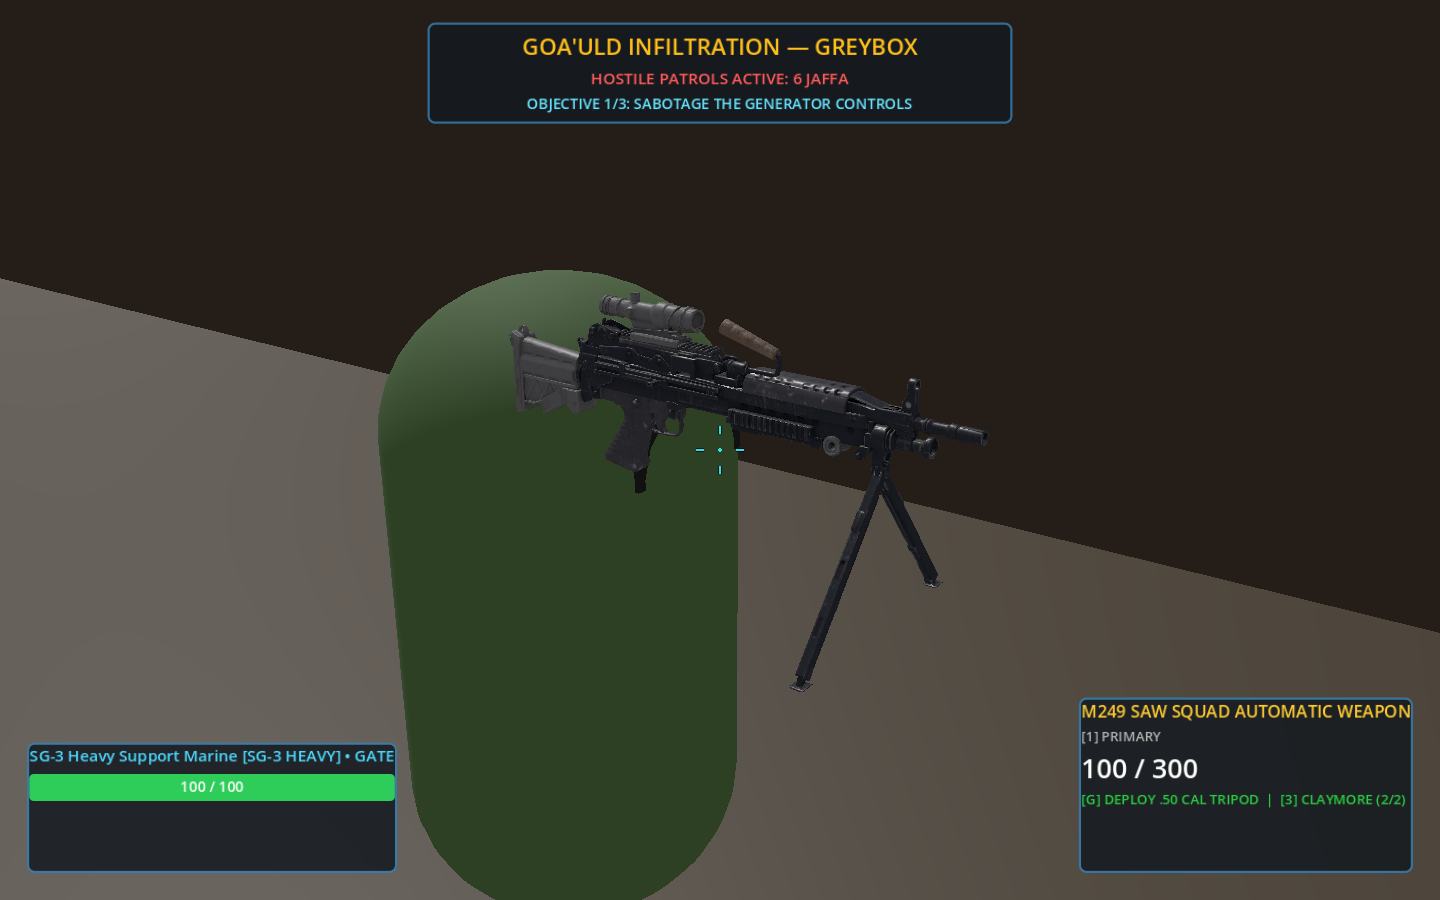 GOA'ULD INFILTRATION — GREYBOX
HOSTILE PATROLS ACTIVE: 6 JAFFA
OBJECTIVE 1/3: SABOTAGE THE GENERATOR CONTROLS
SG-3 Heavy Support Marine [SG-3 HEAVY] • GATE
100 / 100
M249 SAW SQUAD AUTOMATIC WEAPON
[1] PRIMARY
100 / 300
[G] DEPLOY .50 CAL TRIPOD | [3] CLAYMORE (2/2)